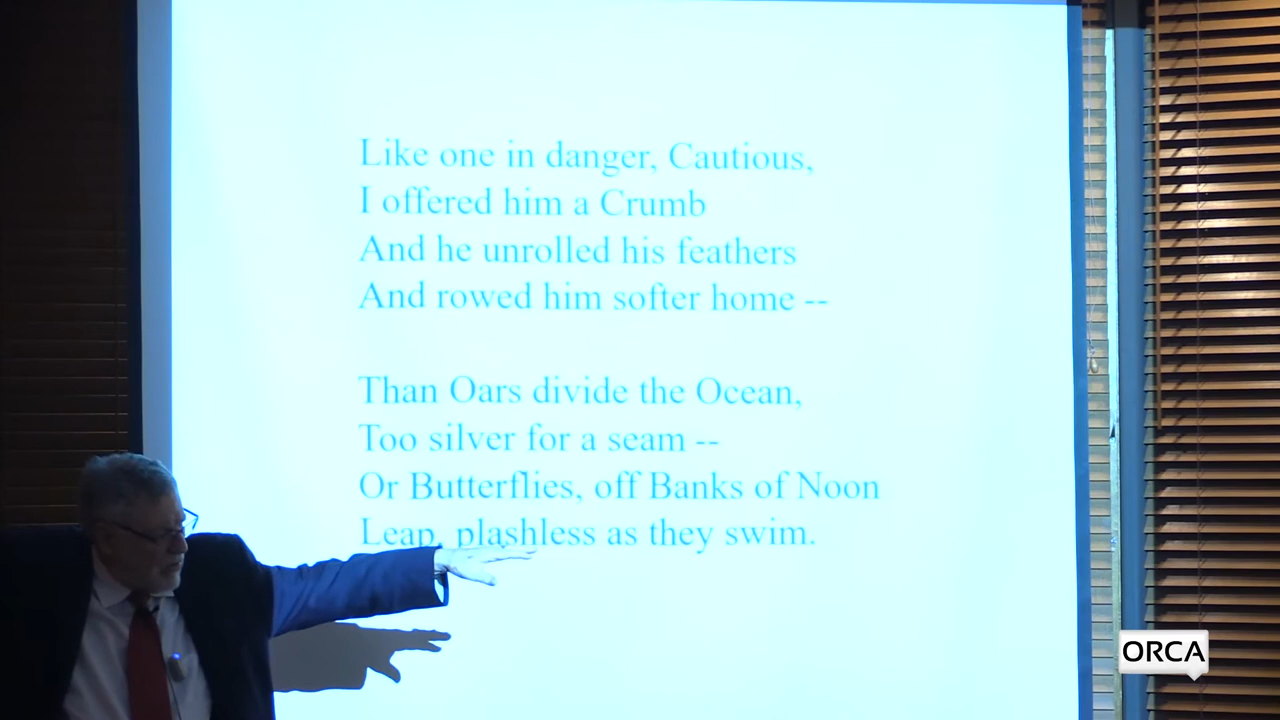 Like one in danger, Cautious,
I offered him a Crumb
And he unrolled his feathers
And rowed him softer home --
Than Oars divide the Ocean,
Too silver for a seam --
Or Butterflies, off Banks of Noon
Leap, plashless as they swim.
ORCA